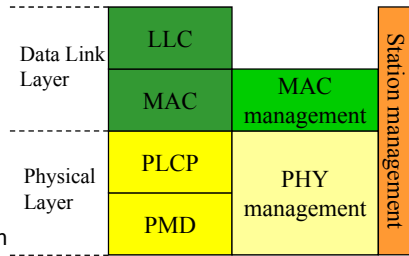 Data Link
Layer
LLC
MAC
MAC
management
Station management
Physical
Layer
PLCP
PMD
PHY
management